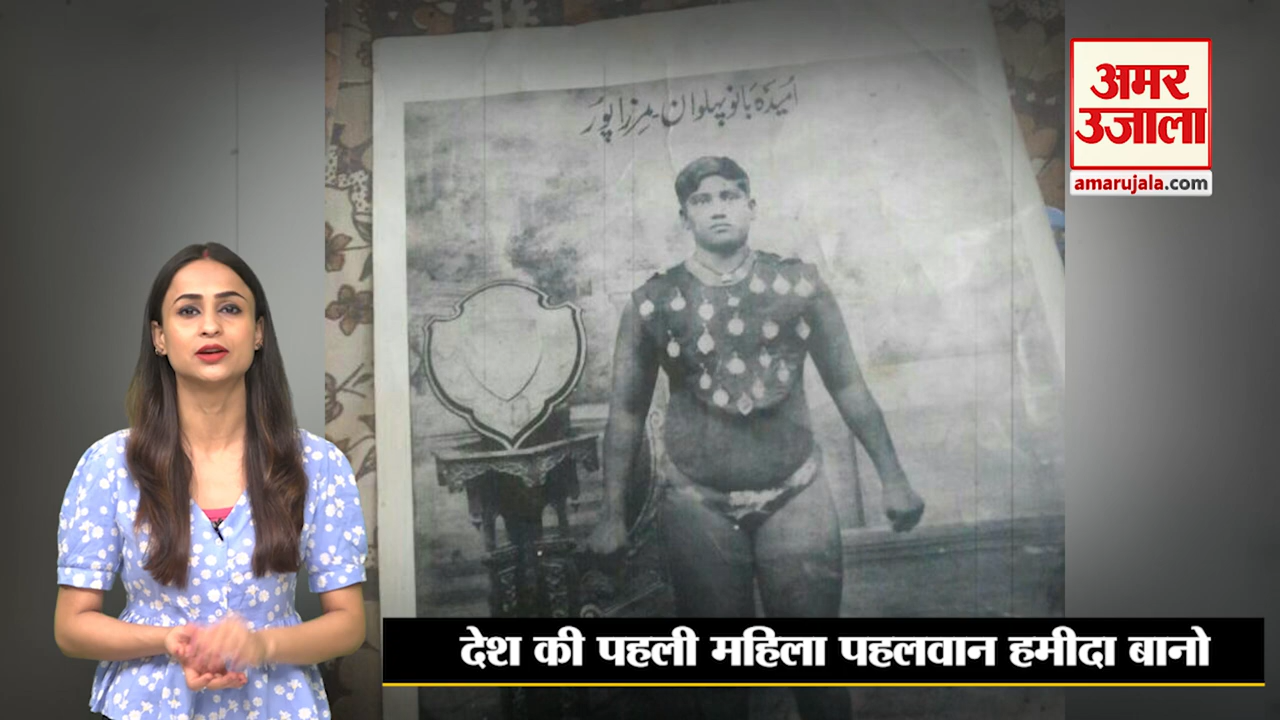 امیدہ بانو پہلوان۔ مرزاپور
अमर
उजाला
amarujala.com
देश की पहली महिला पहलवान हमीदा बानो